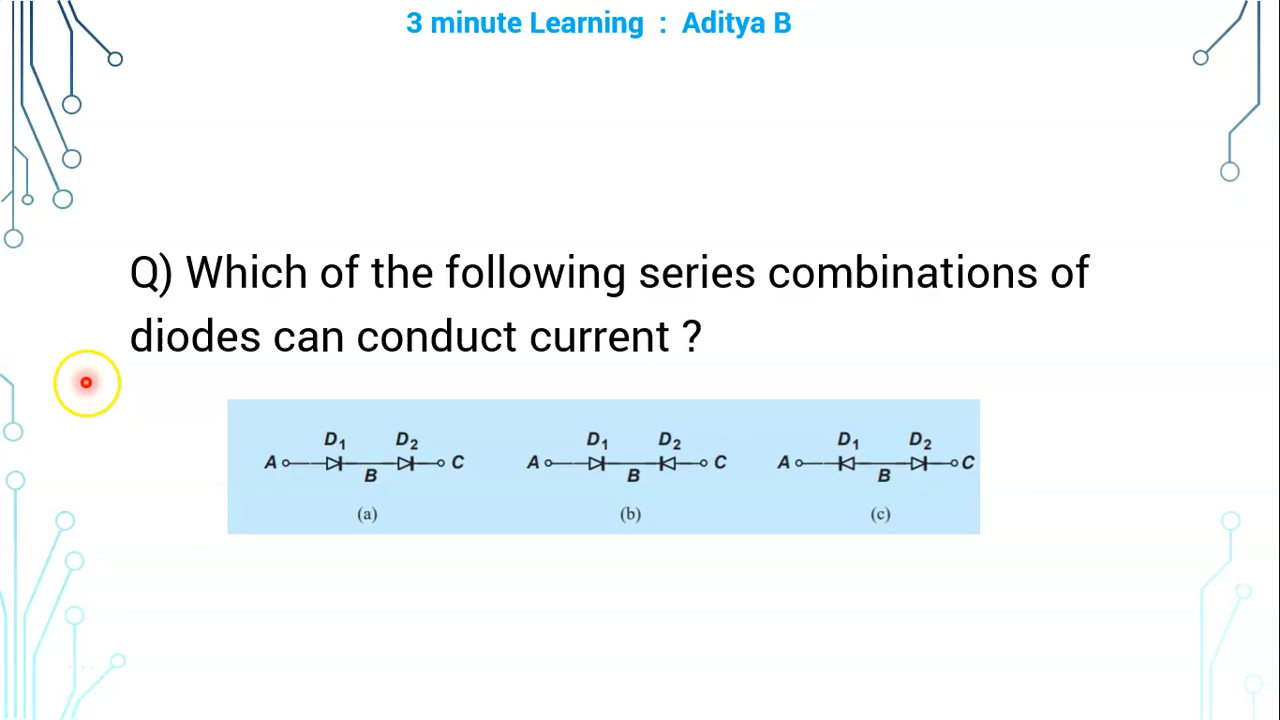 3 minute Learning : Aditya B
Q) Which of the following series combinations of
diodes can conduct current ?
D1 D2 D1 D2 D1 D2
A C A C A C
B B B
(a) (b) (c)